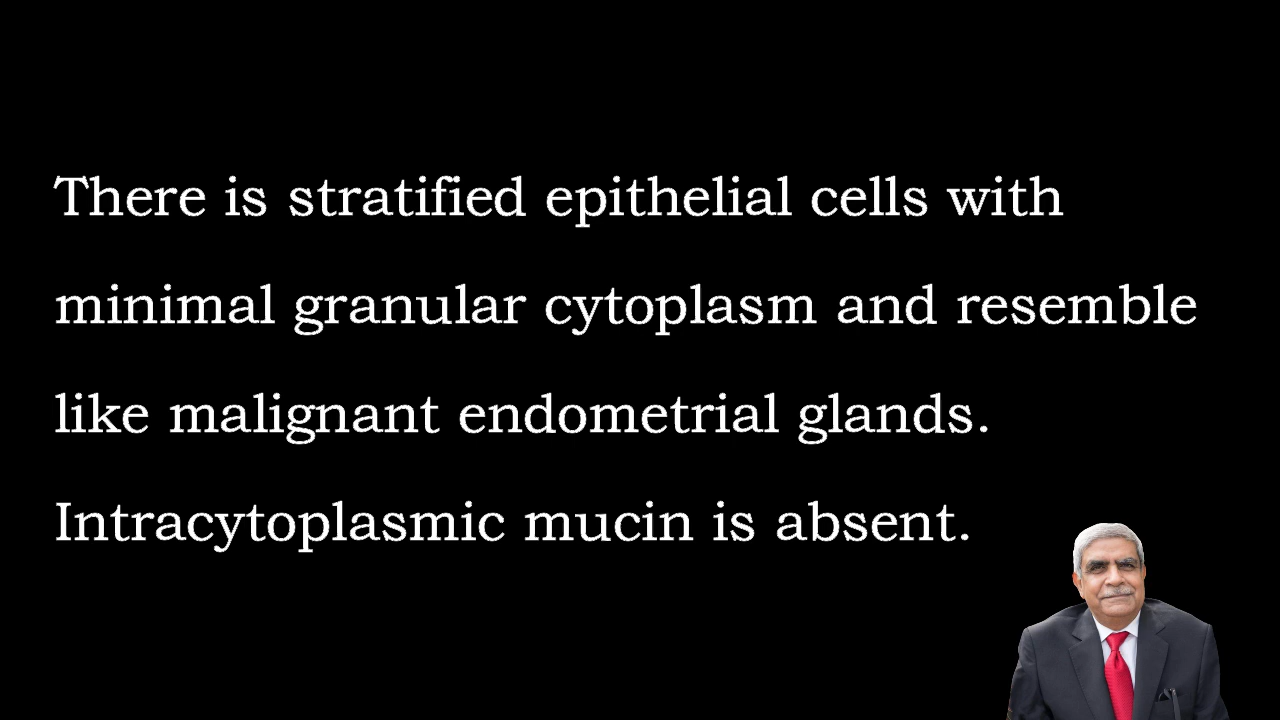 There is stratified epithelial cells with
minimal granular cytoplasm and resemble
like malignant endometrial glands.
Intracytoplasmic mucin is absent.